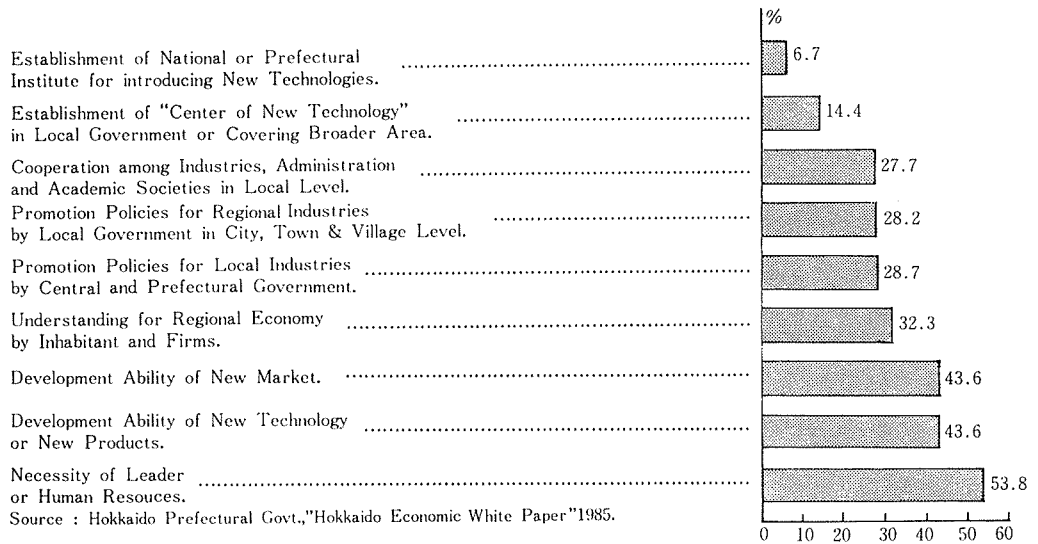 %
Establishment of National or Prefectural
Institute for introducing New Technologies.
6.7
Establishment of "Center of New Technology"
in Local Government or Covering Broader Area.
14.4
Cooperation among Industries, Administration
and Academic Societies in Local Level.
27.7
Promotion Policies for Regional Industries
by Local Government in City, Town & Village Level.
28.2
Promotion Policies for Local Industries
by Central and Prefectural Government.
28.7
Understanding for Regional Economy
by Inhabitant and Firms.
32.3
Development Ability of New Market.
43.6
Development Ability of New Technology
or New Products.
43.6
Necessity of Leader
or Human Resouces.
53.8
Source : Hokkaido Prefectural Govt.,"Hokkaido Economic White Paper"1985.
0 10 20 30 40 50 60